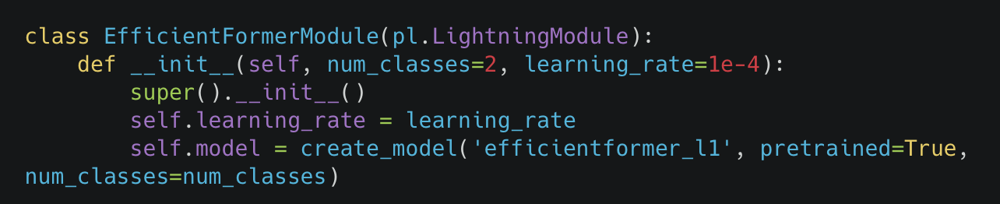 class EfficientFormerModule(pl.LightningModule):
    def __init__(self, num_classes=2, learning_rate=1e-4):
        super().__init__()
        self.learning_rate = learning_rate
        self.model = create_model('efficientformer_l1', pretrained=True,
num_classes=num_classes)